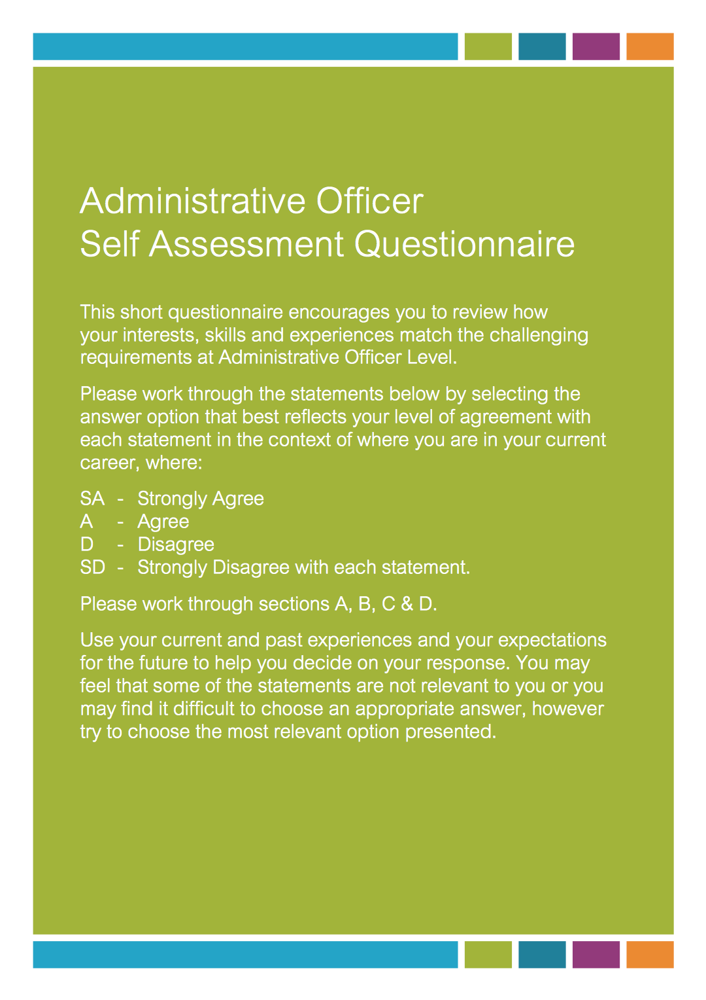 Administrative Officer
Self Assessment Questionnaire
This short questionnaire encourages you to review how
your interests, skills and experiences match the challenging
requirements at Administrative Officer Level.
Please work through the statements below by selecting the
answer option that best reflects your level of agreement with
each statement in the context of where you are in your current
career, where:
SA - Strongly Agree
A - Agree
D - Disagree
SD - Strongly Disagree with each statement.
Please work through sections A, B, C & D.
Use your current and past experiences and your expectations
for the future to help you decide on your response. You may
feel that some of the statements are not relevant to you or you
may find it difficult to choose an appropriate answer, however
try to choose the most relevant option presented.